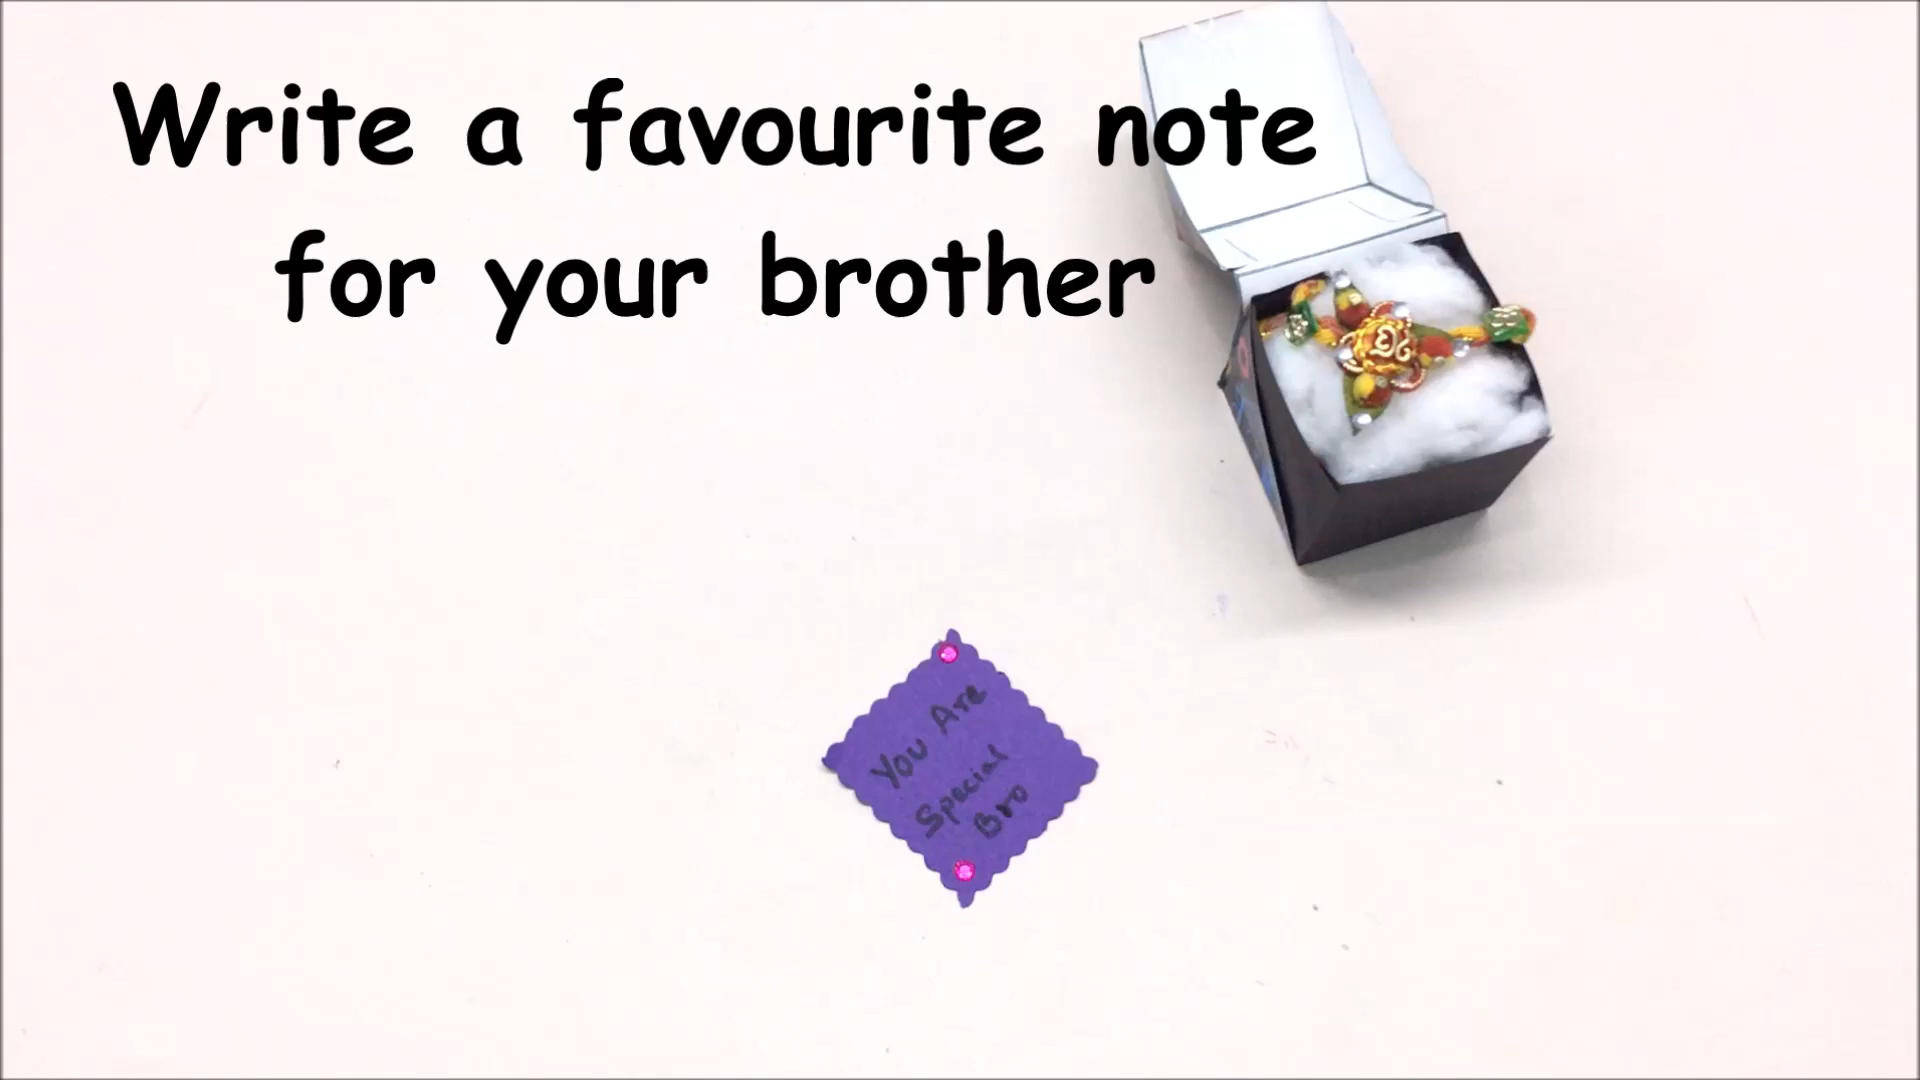 Write a favourite note
for your brother
You Are
Special
Bro